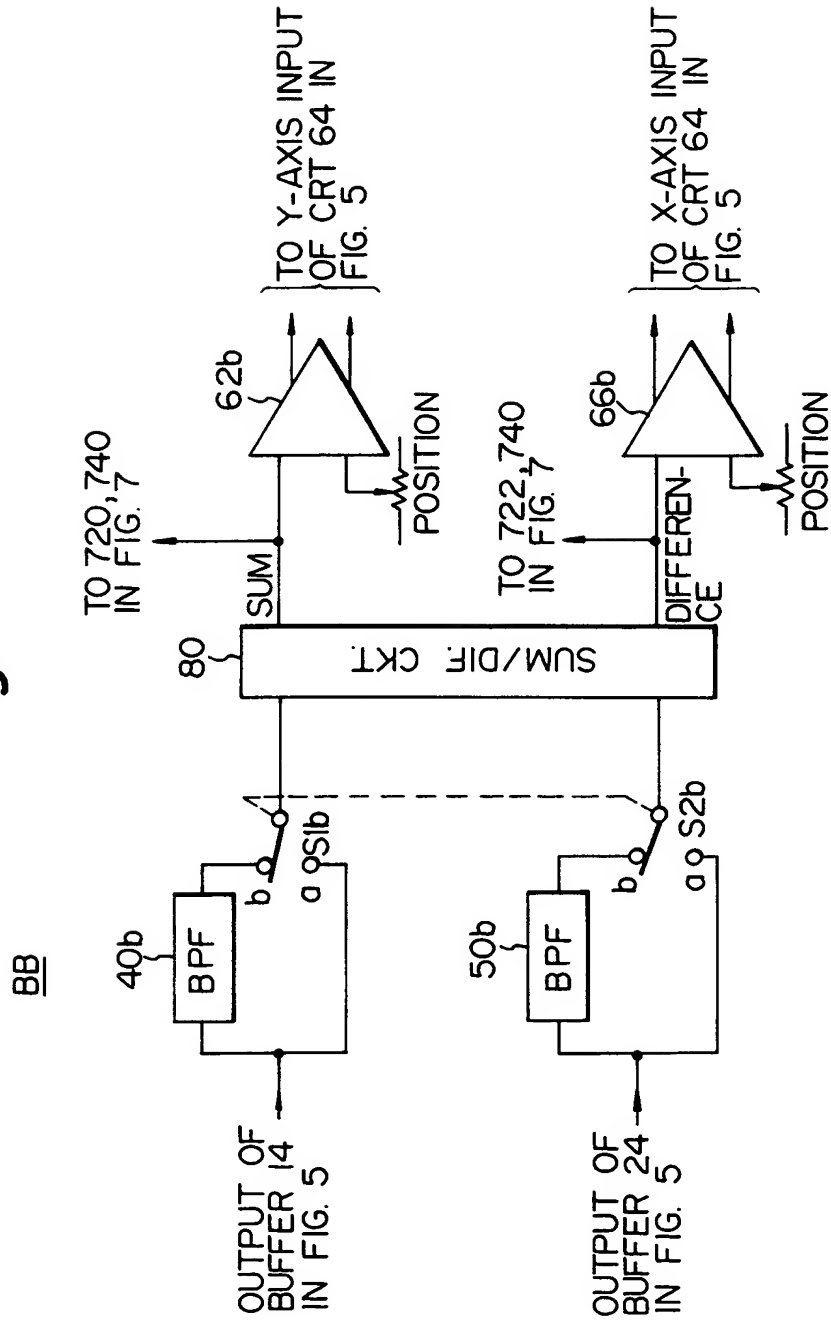 BB
OUTPUT OF
BUFFER 14
IN FIG. 5
40b
BPF
b
a
S1b
OUTPUT OF
BUFFER 24
IN FIG. 5
50b
BPF
b
a
S2b
80
SUM/DIF. CKT.
TO 720,740
IN FIG. 7
SUM
62b
POSITION
TO Y-AXIS INPUT
OF CRT 64 IN
FIG. 5
TO 722,740
IN FIG. 7
DIFFEREN-
CE
66b
POSITION
TO X-AXIS INPUT
OF CRT 64 IN
FIG. 5